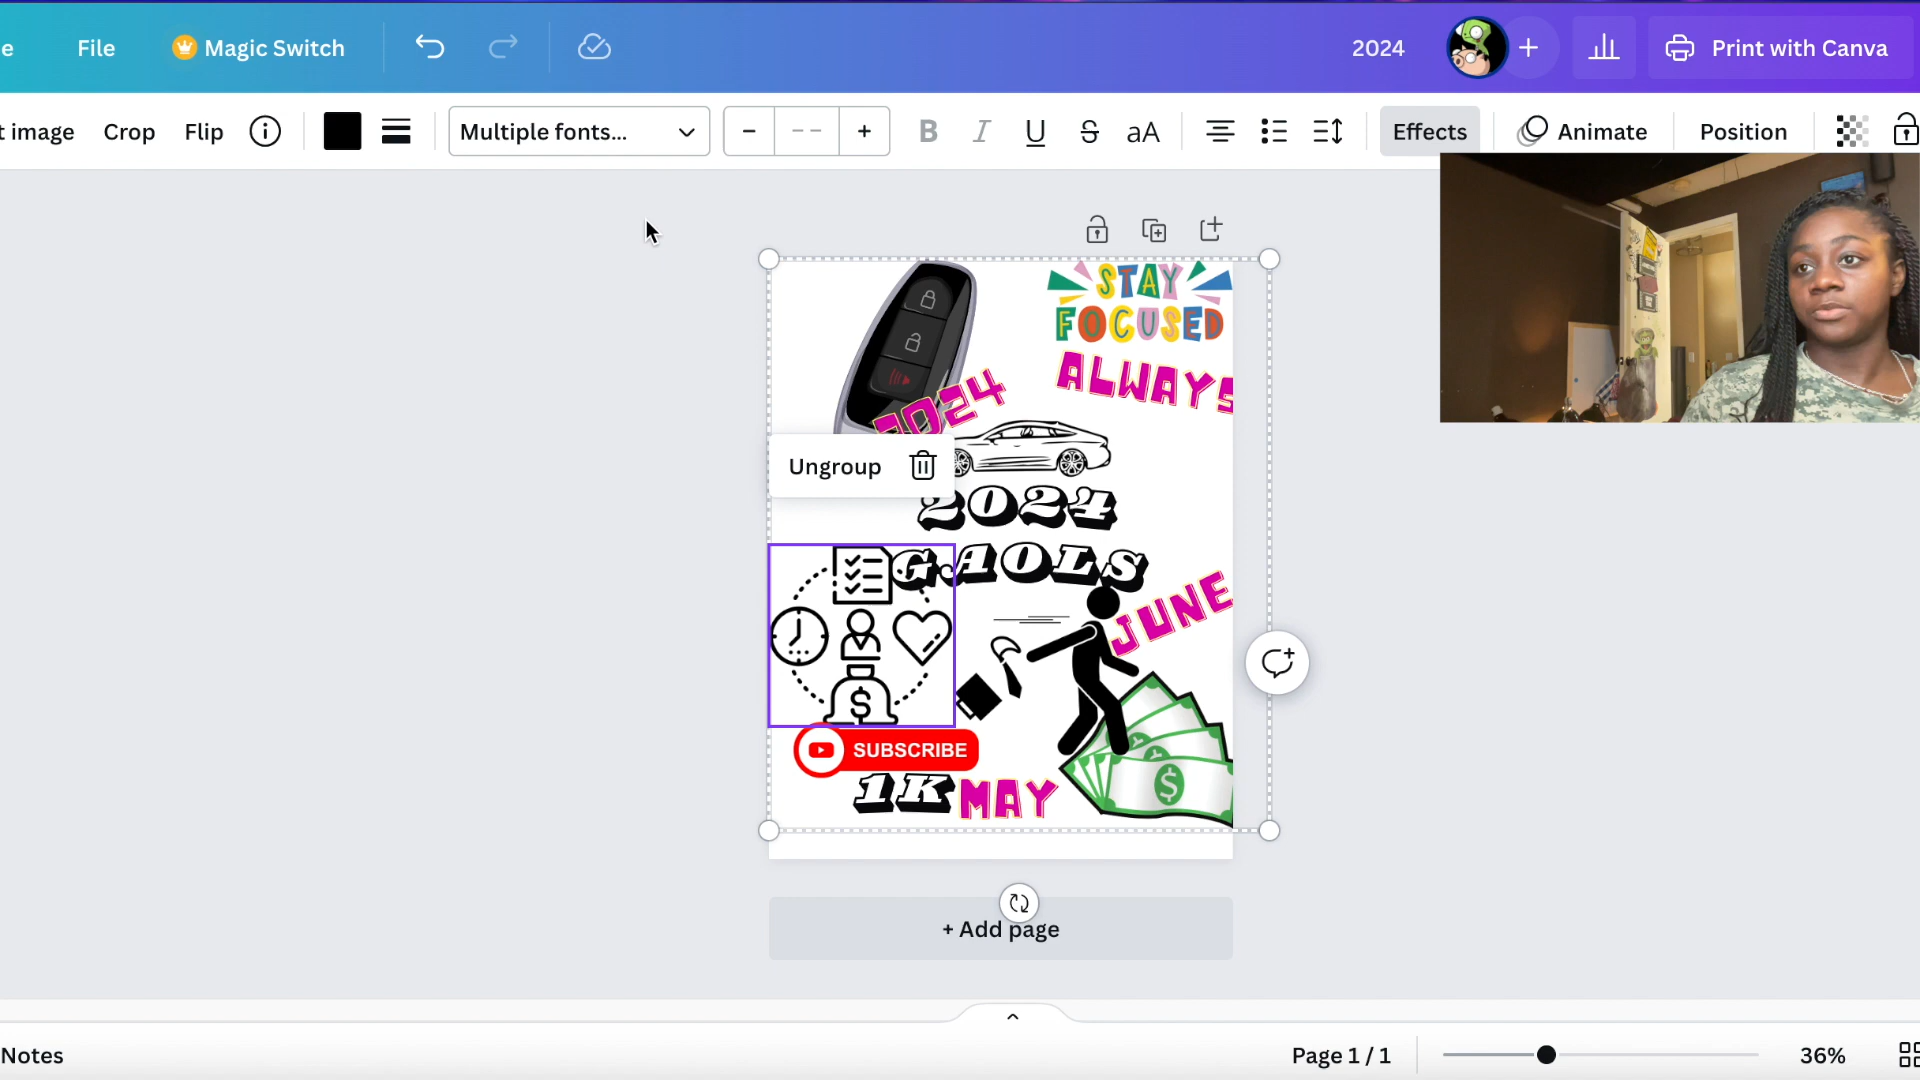 e File Magic Switch 2024 + Print with Canva
t image Crop Flip Multiple fonts... - -- + B I U S aA Effects Animate Position
STAY
FOCUSED
ALWAYS
2024
Ungroup
2024
GAOLS
JUNE
$
$
SUBSCRIBE
1K MAY
+ Add page
Notes Page 1 / 1 36%